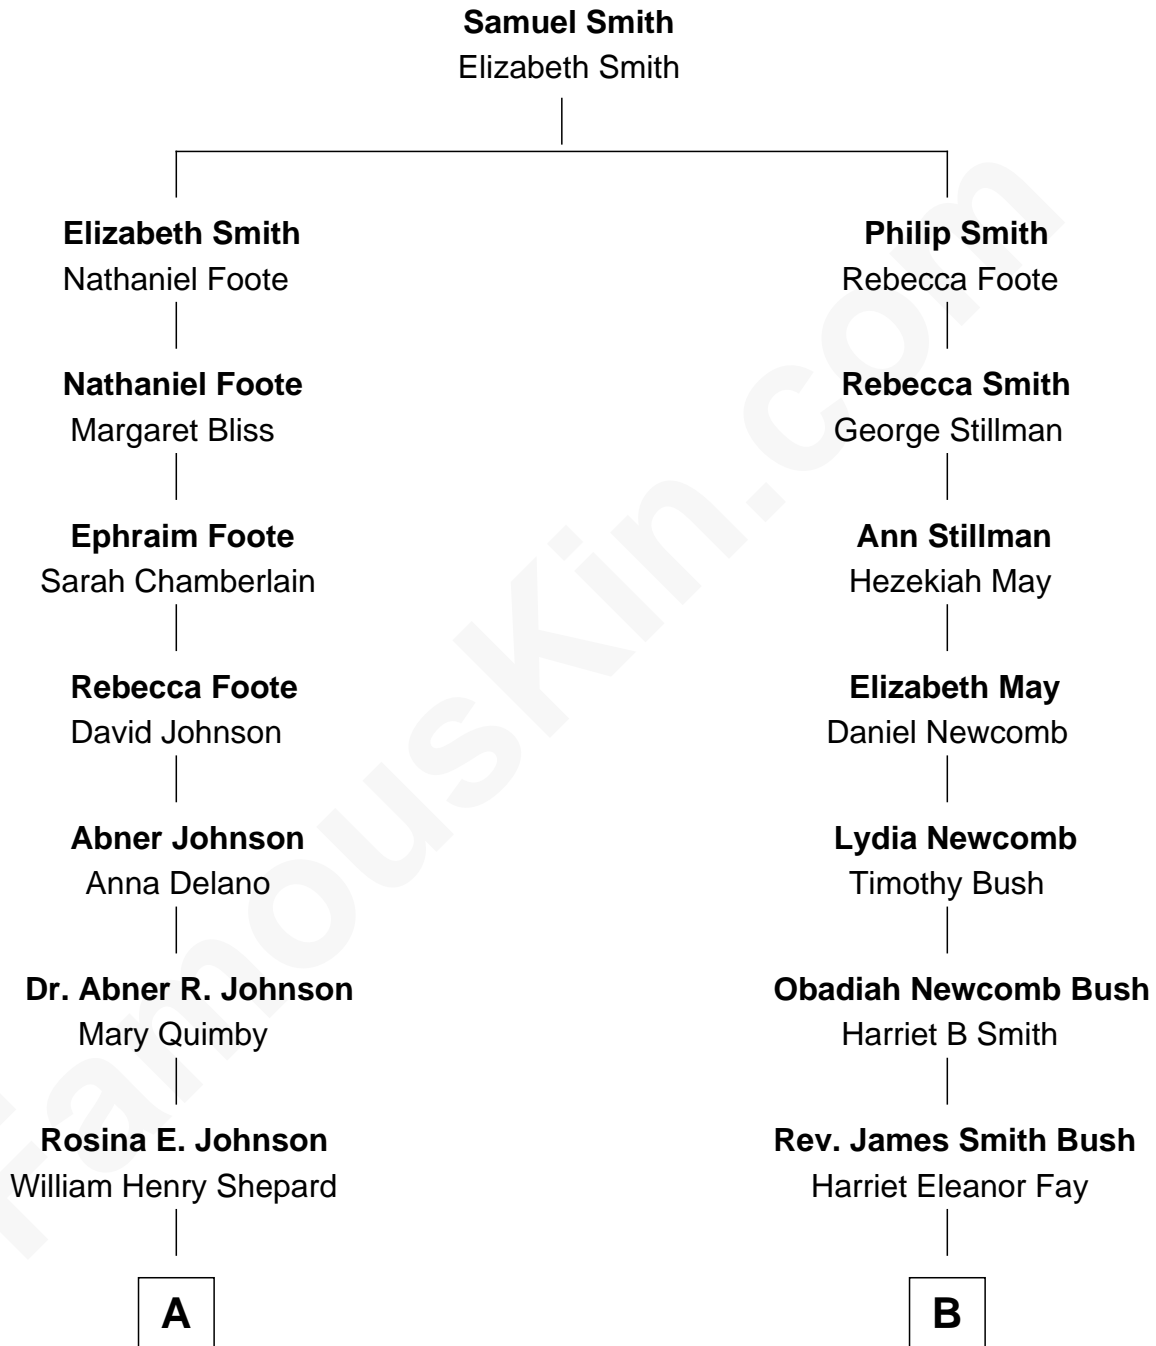 Samuel Smith
Elizabeth Smith
Elizabeth Smith
Nathaniel Foote
Philip Smith
Rebecca Foote
Nathaniel Foote
Margaret Bliss
Rebecca Smith
George Stillman
Ephraim Foote
Sarah Chamberlain
Ann Stillman
Hezekiah May
Rebecca Foote
David Johnson
Elizabeth May
Daniel Newcomb
Abner Johnson
Anna Delano
Lydia Newcomb
Timothy Bush
Dr. Abner R. Johnson
Mary Quimby
Obadiah Newcomb Bush
Harriet B Smith
Rosina E. Johnson
William Henry Shepard
Rev. James Smith Bush
Harriet Eleanor Fay
A
B
FamousKin.com